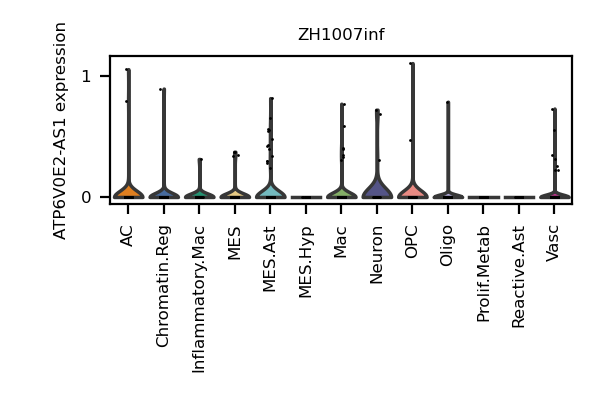 ZH1007inf
ATP6V0E2-AS1 expression
1
0
AC
Chromatin.Reg
Inflammatory.Mac
MES
MES.Ast
MES.Hyp
Mac
Neuron
OPC
Oligo
Prolif.Metab
Reactive.Ast
Vasc